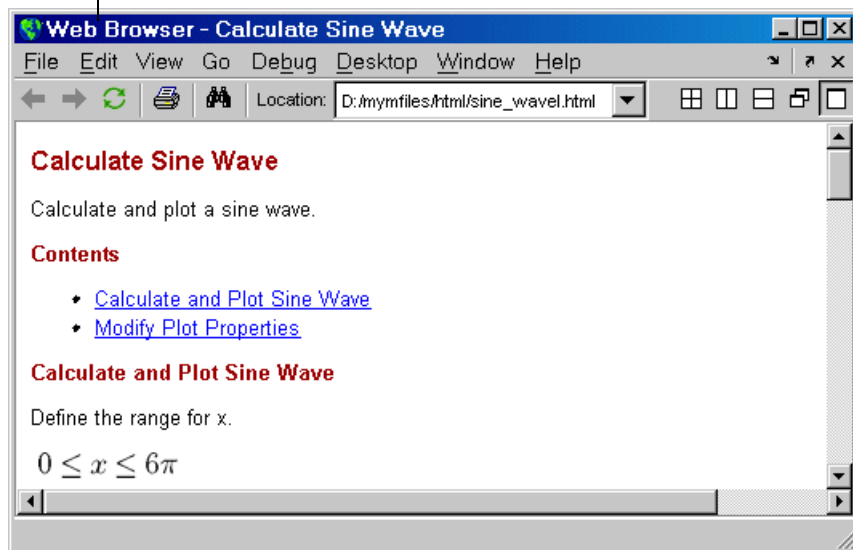 Web Browser - Calculate Sine Wave
File Edit View Go Debug Desktop Window Help
Location: D:/mymfiles/html/sine_wavel.html
Calculate Sine Wave
Calculate and plot a sine wave.
Contents
• Calculate and Plot Sine Wave
• Modify Plot Properties
Calculate and Plot Sine Wave
Define the range for x.
0 ≤ x ≤ 6π